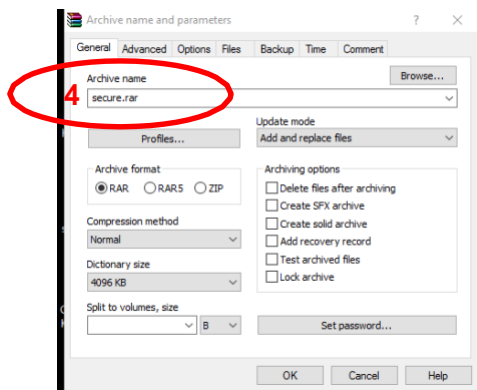 Archive name and parameters ? ×
General Advanced Options Files Backup Time Comment
Archive name Browse...
4 secure.rar
Update mode
Profiles... Add and replace files
Archive format Archiving options
RAR RAR5 ZIP Delete files after archiving
Create SFX archive
Compression method Create solid archive
Normal Add recovery record
Dictionary size Test archived files
4096 KB Lock archive
Split to volumes, size
B Set password...
OK Cancel Help